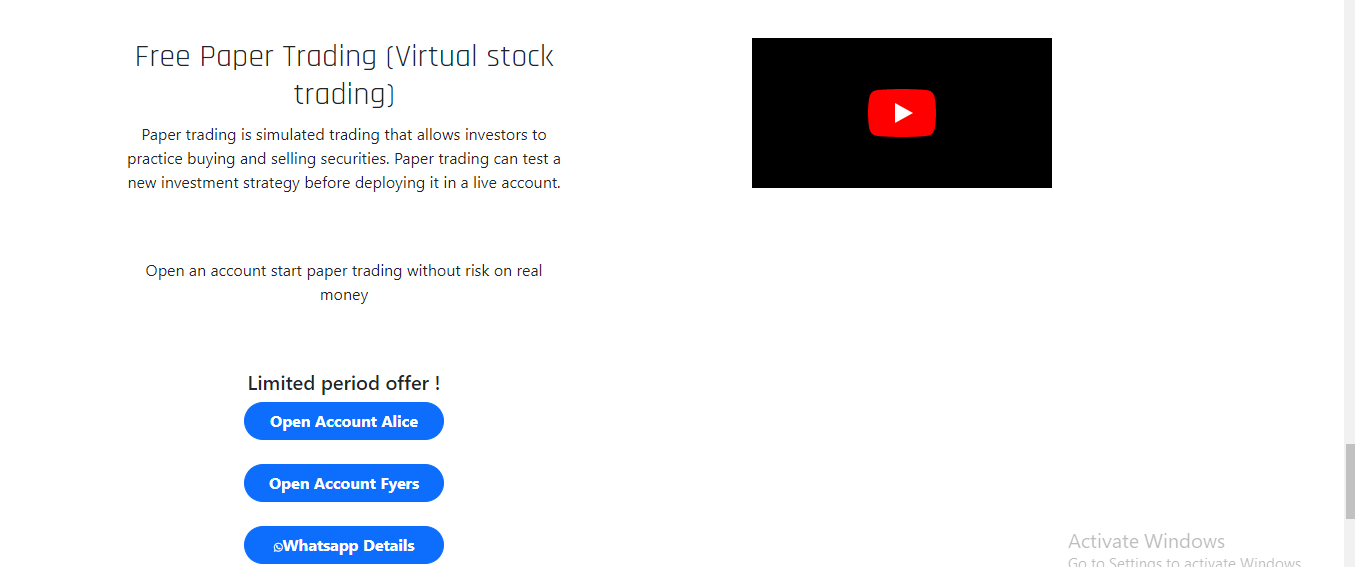 Free Paper Trading (Virtual stock
trading)
Paper trading is simulated trading that allows investors to
practice buying and selling securities. Paper trading can test a
new investment strategy before deploying it in a live account.
Open an account start paper trading without risk on real
money
Limited period offer !
Open Account Alice
Open Account Fyers
Whatsapp Details
Activate Windows
Go to Settings to activate Windows.